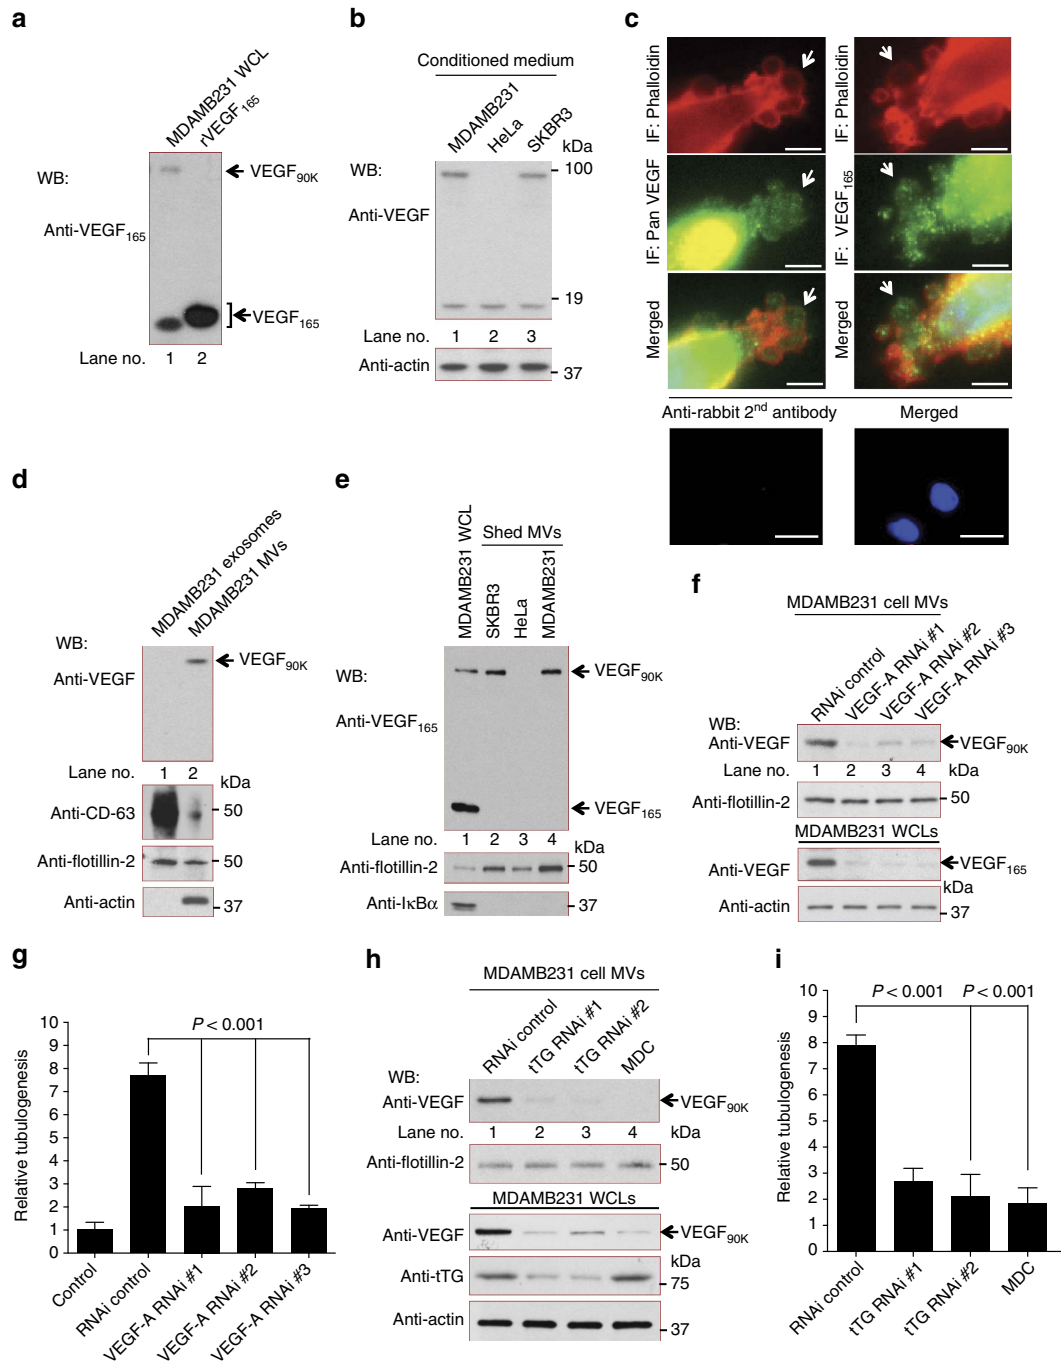 a
MDAMB231 WCL
rVEGF165
WB:
VEGF90K
Anti-VEGF165
VEGF165
Lane no. 1 2
b
Conditioned medium
MDAMB231
HeLa
SKBR3
kDa
WB:
100
Anti-VEGF
19
Lane no. 1 2 3
Anti-actin
37
c
IF: Phalloidin
IF: Phalloidin
IF: Pan VEGF
IF: VEGF165
Merged
Merged
Anti-rabbit 2nd antibody
Merged
d
MDAMB231 exosomes
MDAMB231 MVs
WB:
Anti-VEGF
VEGF90K
Lane no. 1 2
kDa
Anti-CD-63
50
Anti-flotillin-2
50
Anti-actin
37
e
MDAMB231 WCL
Shed MVs
SKBR3
HeLa
MDAMB231
WB:
VEGF90K
Anti-VEGF165
VEGF165
Lane no. 1 2 3 4
kDa
Anti-flotillin-2
50
Anti-IκBα
37
f
MDAMB231 cell MVs
RNAi control
VEGF-A RNAi #1
VEGF-A RNAi #2
VEGF-A RNAi #3
WB:
Anti-VEGF
VEGF90K
Lane no. 1 2 3 4 kDa
Anti-flotillin-2
50
MDAMB231 WCLs
Anti-VEGF
VEGF165
kDa
Anti-actin
37
g
Relative tubulogenesis
10
9
8
7
6
5
4
3
2
1
0
P < 0.001
Control
RNAi control
VEGF-A RNAi #1
VEGF-A RNAi #2
VEGF-A RNAi #3
h
MDAMB231 cell MVs
RNAi control
tTG RNAi #1
tTG RNAi #2
MDC
WB:
Anti-VEGF
VEGF90K
Lane no. 1 2 3 4 kDa
Anti-flotillin-2
50
MDAMB231 WCLs
Anti-VEGF
VEGF90K
kDa
Anti-tTG
75
Anti-actin
37
i
Relative tubulogenesis
10
9
8
7
6
5
4
3
2
1
0
P < 0.001 P < 0.001
RNAi control
tTG RNAi #1
tTG RNAi #2
MDC